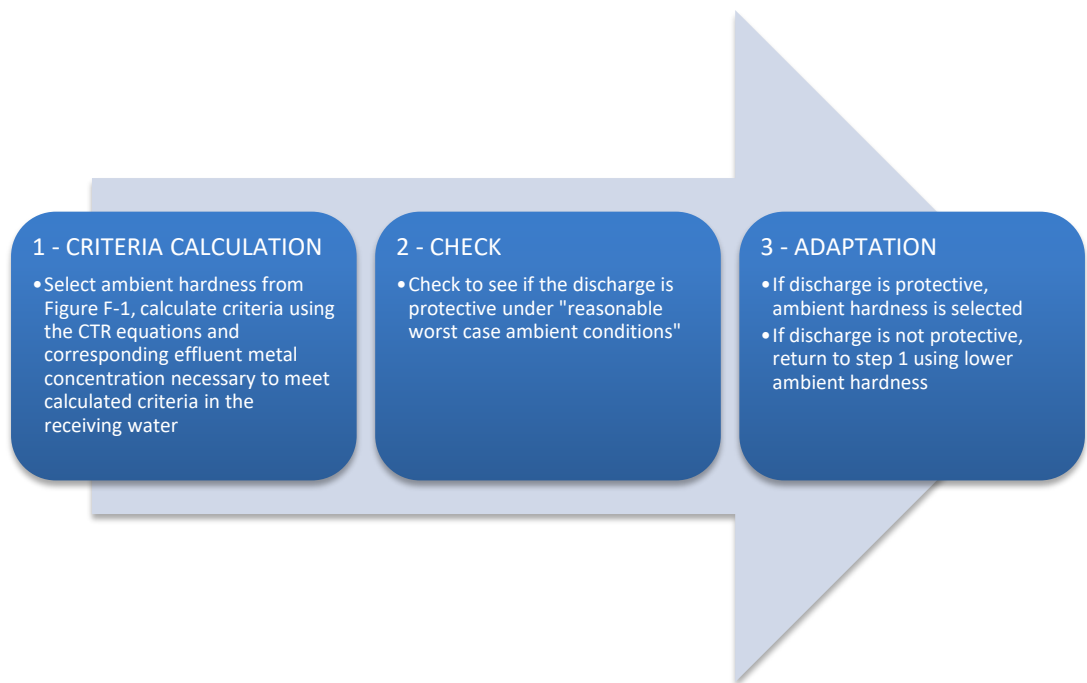 1 - CRITERIA CALCULATION
•Select ambient hardness from
Figure F-1, calculate criteria using
the CTR equations and
corresponding effluent metal
concentration necessary to meet
calculated criteria in the
receiving water
2 - CHECK
•Check to see if the discharge is
protective under "reasonable
worst case ambient conditions"
3 - ADAPTATION
•If discharge is protective,
ambient hardness is selected
•If discharge is not protective,
return to step 1 using lower
ambient hardness